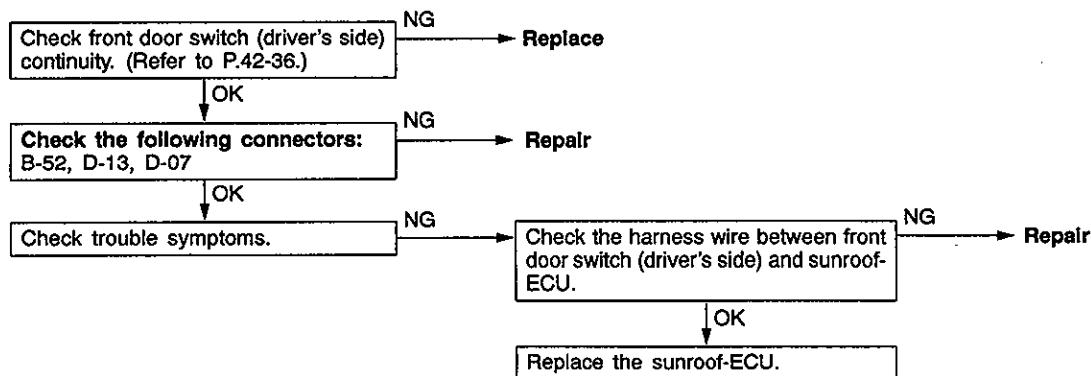 Check front door switch (driver's side)
continuity. (Refer to P.42-36.)
NG
Replace
OK
Check the following connectors:
B-52, D-13, D-07
NG
Repair
OK
Check trouble symptoms.
NG
Check the harness wire between front
door switch (driver's side) and sunroof-
ECU.
NG
Repair
OK
Replace the sunroof-ECU.